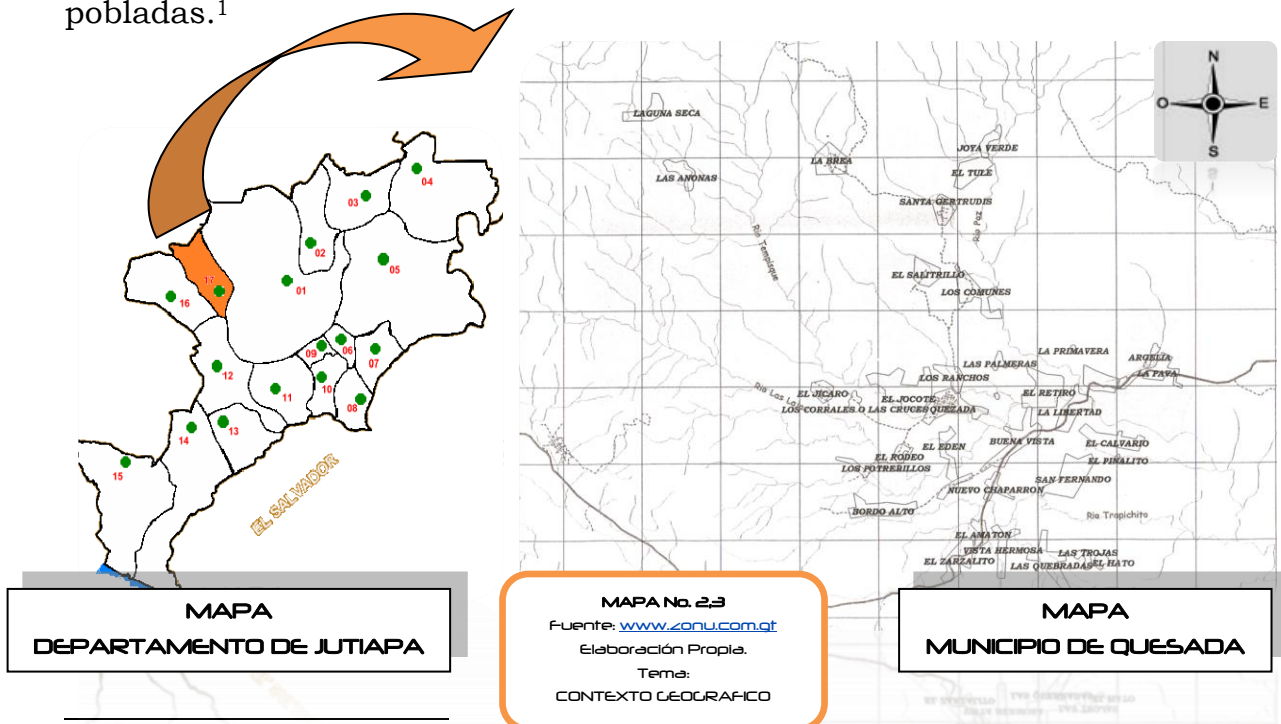 pobladas.¹
04
03
02
05
01
17
16
09
06
07
12
10
11
08
14
13
15
EL SALVADOR
N
O
E
S
LAGUNA SECA
LA BREA
JOYA VERDE
LAS ANONAS
EL TULE
SANTA GERTRUDIS
Rio Paz
Rio Tempisque
EL SALITRILLO
LOS COMUNES
LA PRIMAVERA
ARGELIA
LAS PALMERAS
LA PAVA
LOS RANCHOS
Rio Las
EL JICARO
EL JOCOTE
EL RETIRO
LOS CORRALES O LAS CRUCES
QUEZADA
LA LIBERTAD
EL EDEN
BUENA VISTA
EL CALVARIO
EL RODEO
EL PINALITO
LOS POTRERILLOS
SAN FERNANDO
NUEVO CHAPARRON
BORDO ALTO
Rio Trapichito
EL AMATON
VISTA HERMOSA
LAS TROJAS
EL ZARZALITO
LAS QUEBRADAS
EL HATO
MAPA
DEPARTAMENTO DE JUTIAPA
MAPA No. 2,3
Fuente: www.zonu.com.gt
Elaboración Propia.
Tema:
CONTEXTO GEOGRAFICO
MAPA
MUNICIPIO DE QUESADA